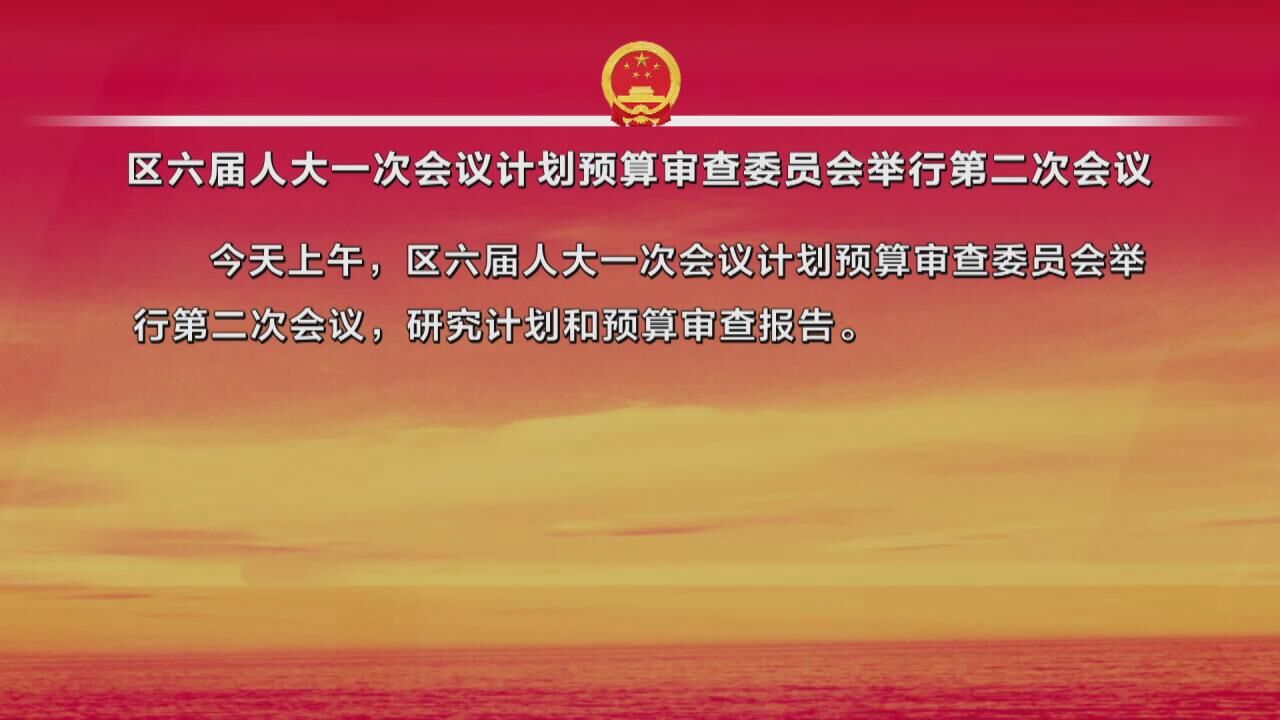 区六届人大一次会议计划预算审查委员会举行第二次会议
今天上午，区六届人大一次会议计划预算审查委员会举
行第二次会议，研究计划和预算审查报告。